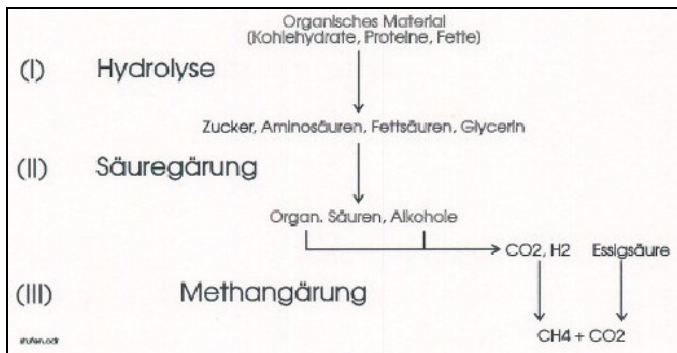 Organisches Material
(Kohlehydrate, Proteine, Fette)
(I) Hydrolyse
Zucker, Aminosäuren, Fettsäuren, Glycerin
(II) Säuregärung
Organ. Säuren, Alkohole
CO2, H2 Essigsäure
(III) Methangärung
CH4 + CO2